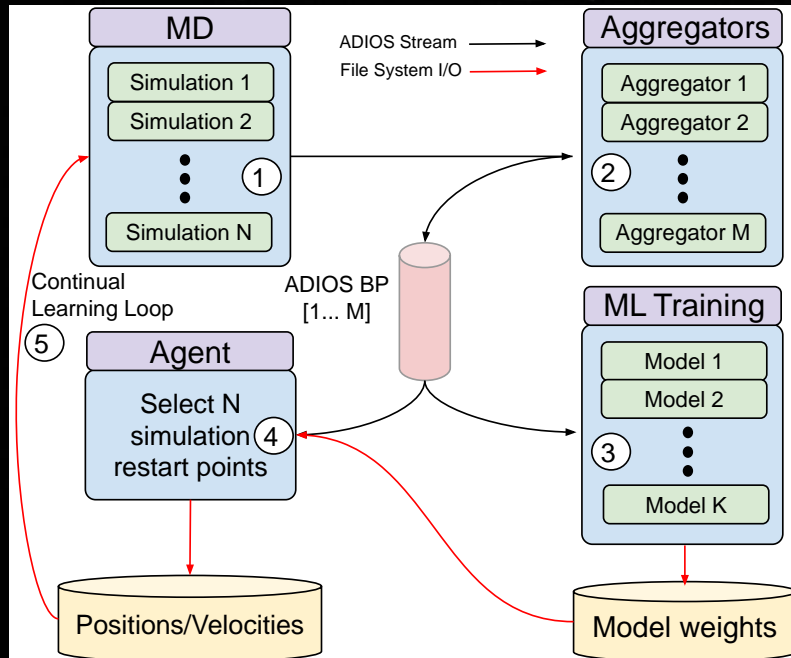 MD
Simulation 1
Simulation 2
1
Simulation N
ADIOS Stream
File System I/O
Aggregators
Aggregator 1
Aggregator 2
2
Aggregator M
Continual
Learning Loop
5
ADIOS BP
[1... M]
ML Training
Model 1
Model 2
3
Model K
Agent
Select N
simulation
restart points
4
Positions/Velocities
Model weights